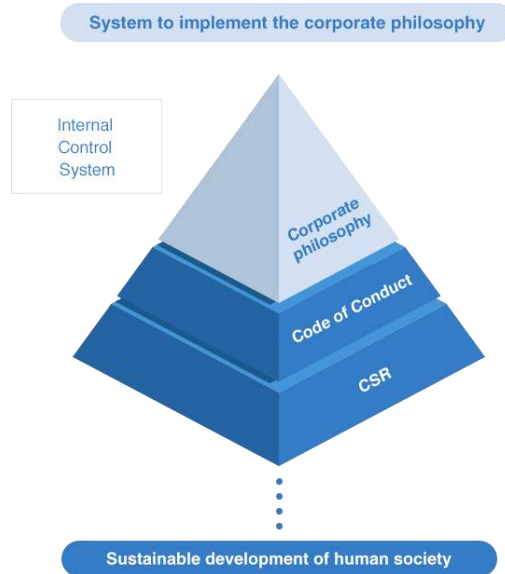 System to implement the corporate philosophy
Internal
Control
System
Corporate
philosophy
Code of Conduct
CSR
Sustainable development of human society